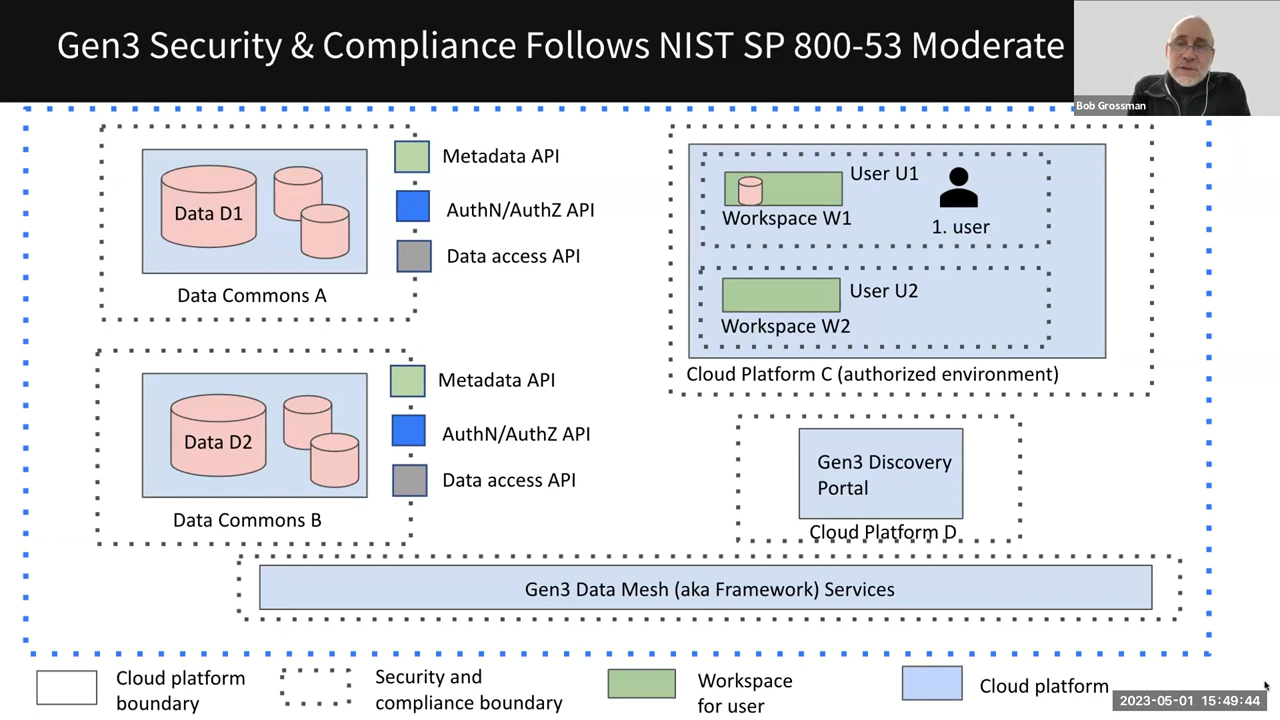 Gen3 Security & Compliance Follows NIST SP 800-53 Moderate
Bob Grossman
Data D1
Data Commons A
Metadata API
AuthN/AuthZ API
Data access API
User U1
Workspace W1
1. user
User U2
Workspace W2
Cloud Platform C (authorized environment)
Data D2
Data Commons B
Metadata API
AuthN/AuthZ API
Data access API
Gen3 Discovery
Portal
Cloud Platform D
Gen3 Data Mesh (aka Framework) Services
Cloud platform
boundary
Security and
compliance boundary
Workspace
for user
Cloud platform
2023-05-01 15:49:44